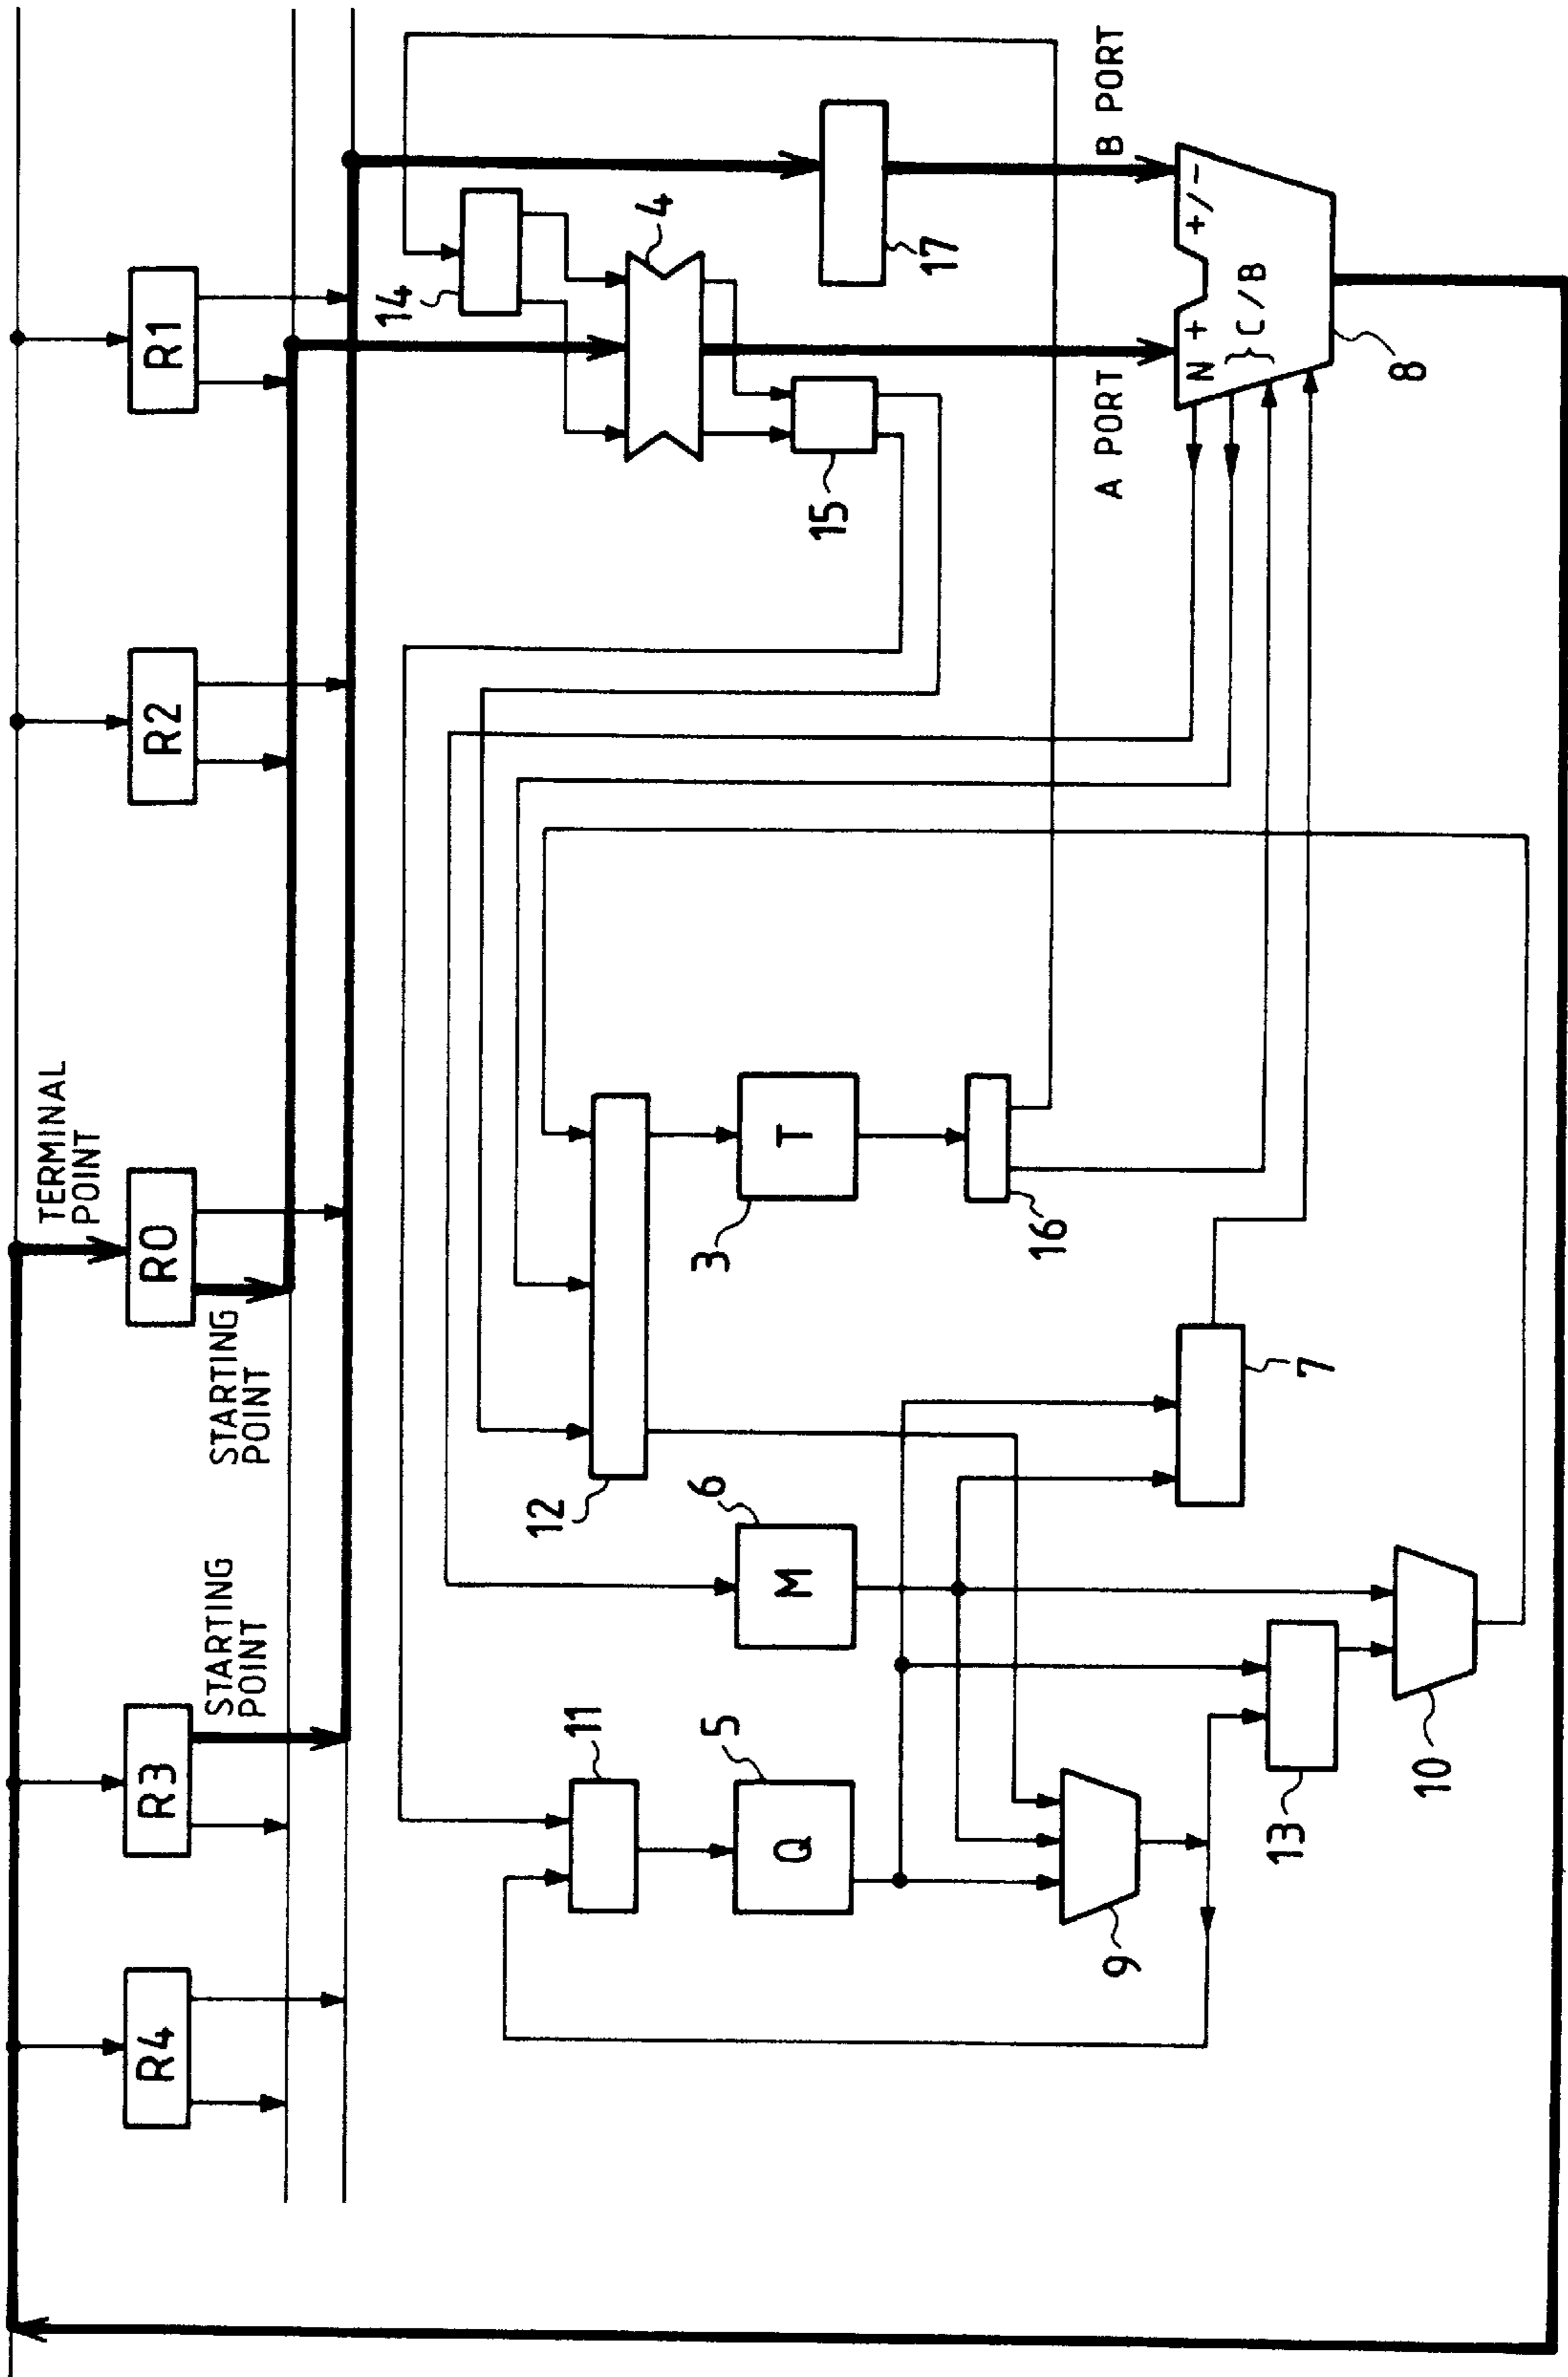 TERMINAL
POINT
R4
R3
R0
R2
R1
STARTING
POINT
STARTING
POINT
14
4
11
12
15
17
5
6
3
Q
M
T
9
16
A PORT
B PORT
13
7
N + +/-
} C/B
10
8